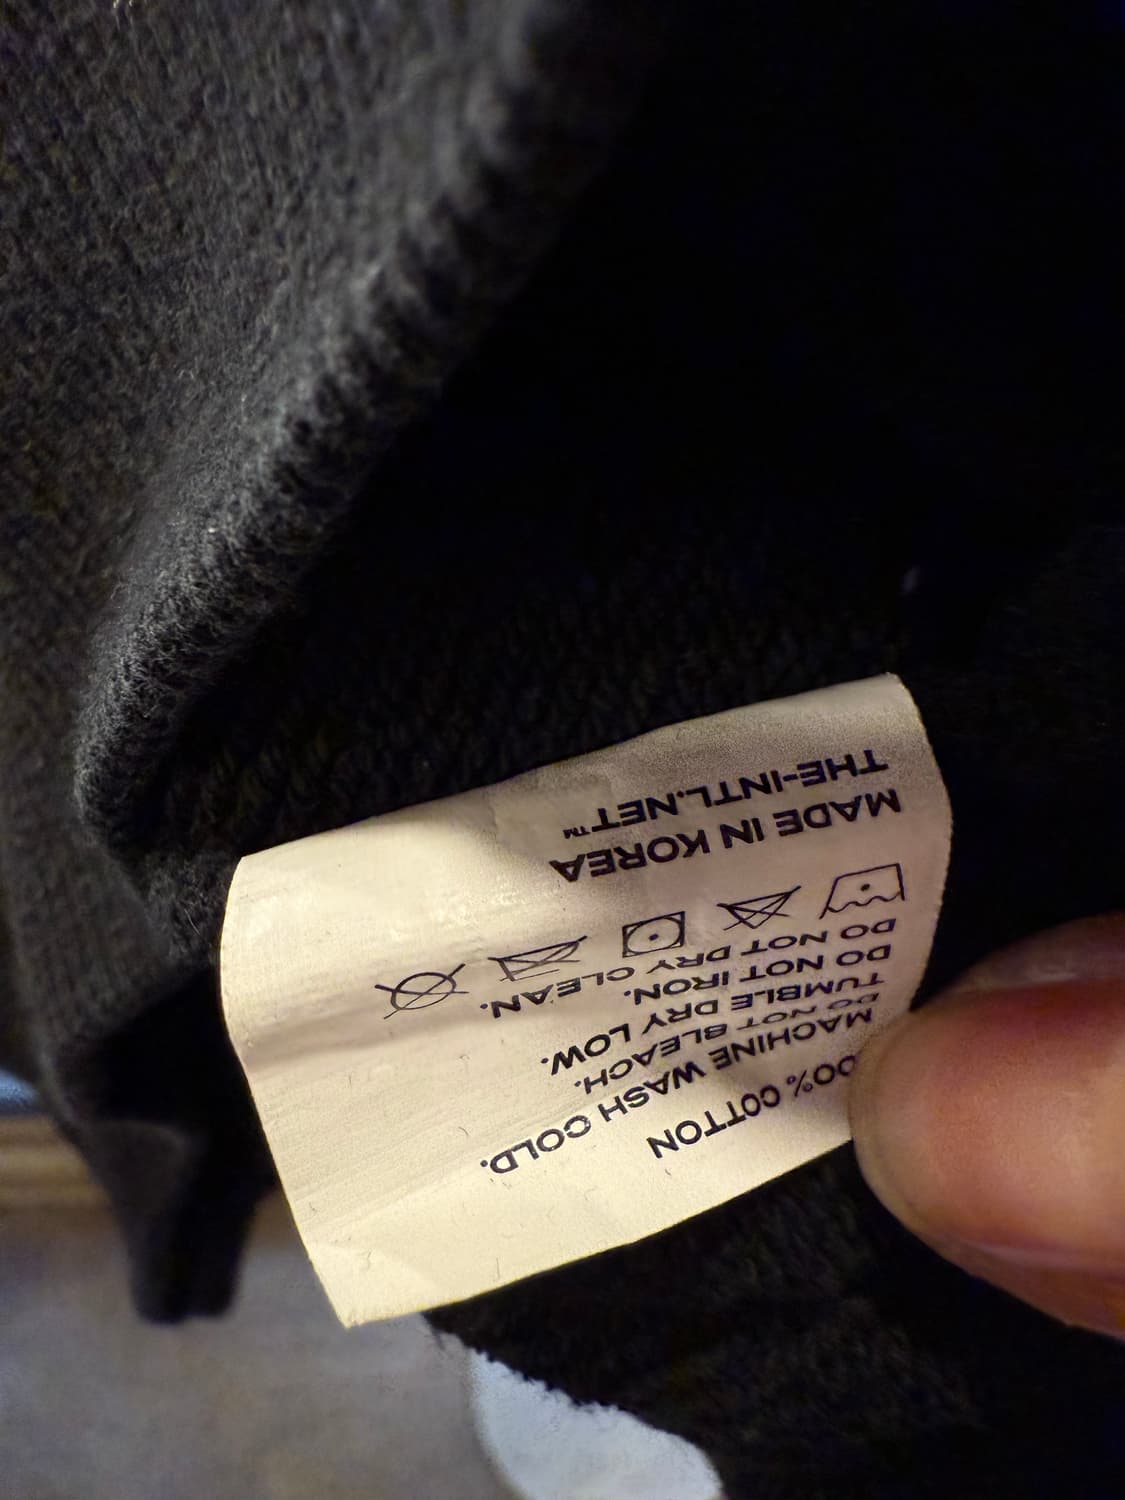 00% COTTON
MACHINE WASH COLD.
DO NOT BLEACH.
TUMBLE DRY LOW.
DO NOT IRON.
DO NOT DRY CLEAN.
MADE IN KOREA
THE-INTL.NET™